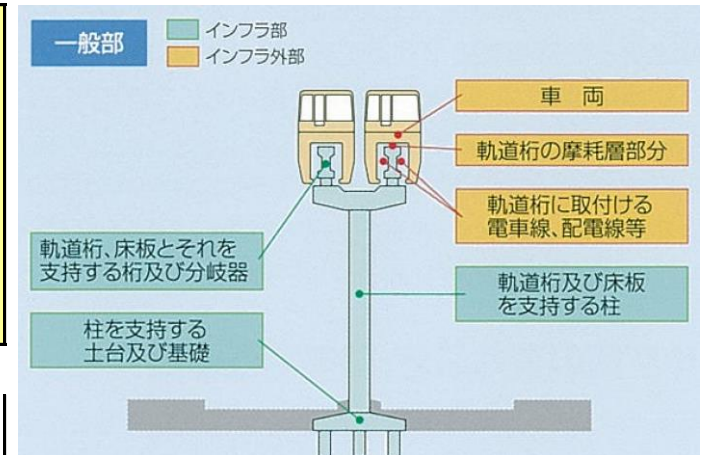 一般部
インフラ部
インフラ外部
車両
軌道桁の摩耗層部分
軌道桁に取付ける
電車線、配電線等
軌道桁、床板とそれを
支持する桁及び分岐器
軌道桁及び床板
を支持する柱
柱を支持する
土台及び基礎